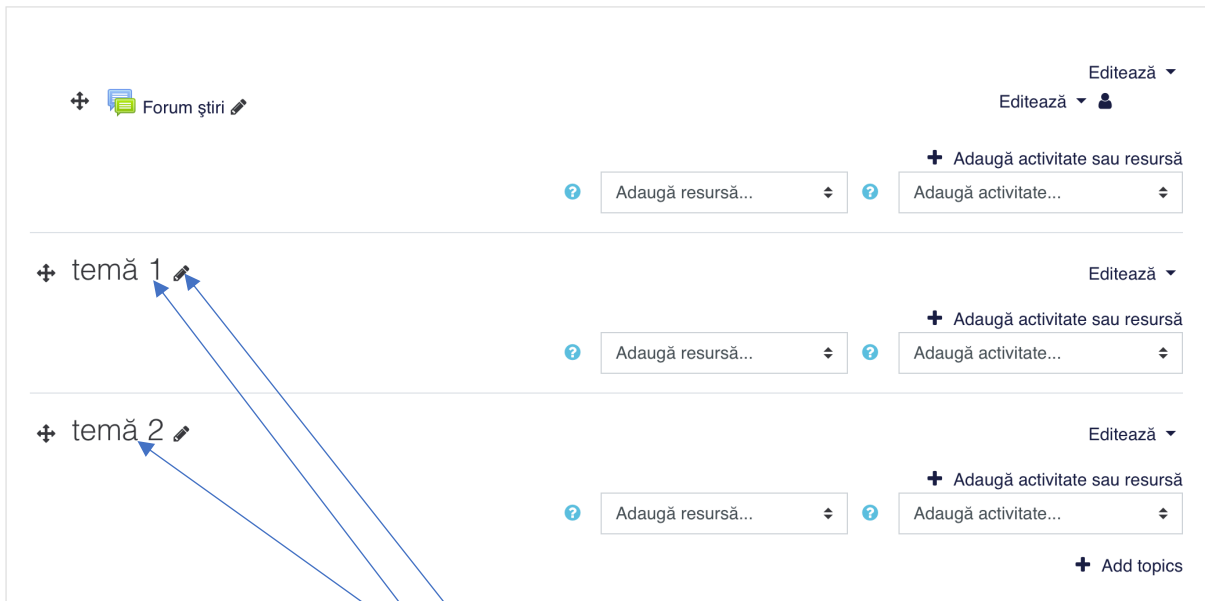 Editează
Forum ştiri
Editează
Adaugă activitate sau resursă
Adaugă resursă... Adaugă activitate...
temă 1
Editează
Adaugă activitate sau resursă
Adaugă resursă... Adaugă activitate...
temă 2
Editează
Adaugă activitate sau resursă
Adaugă resursă... Adaugă activitate...
Add topics